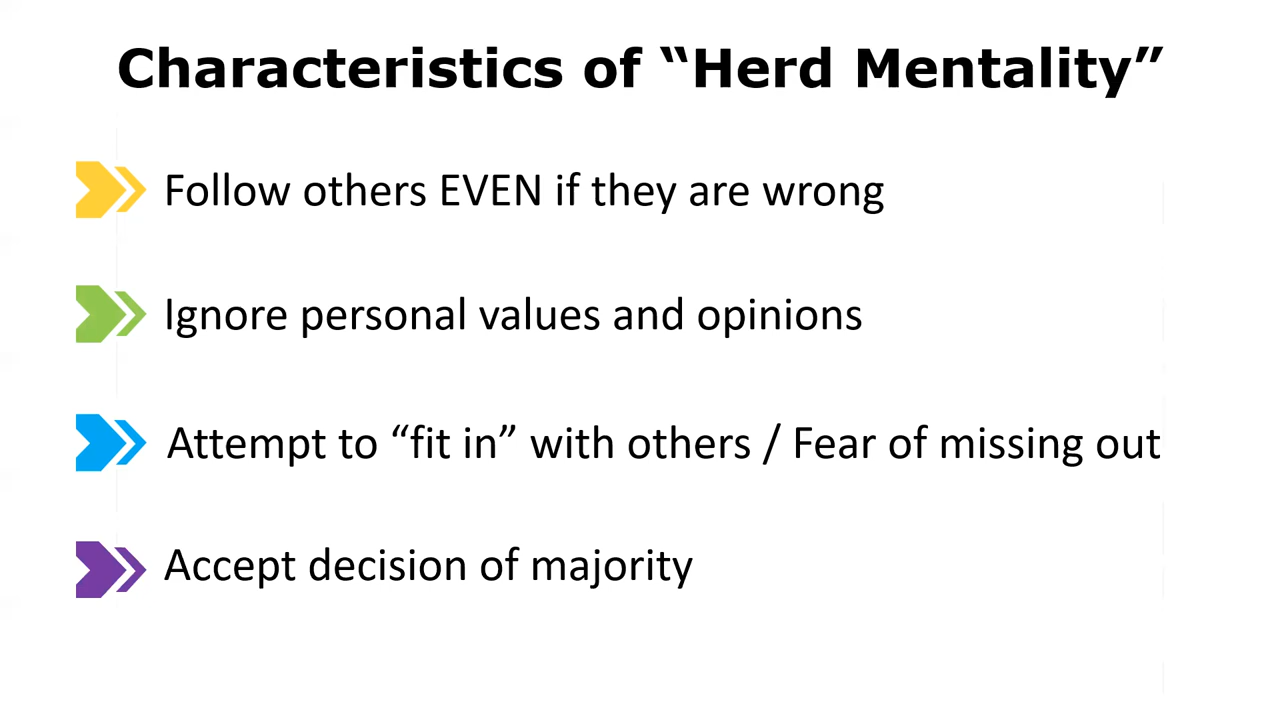 Characteristics of “Herd Mentality”
Follow others EVEN if they are wrong
Ignore personal values and opinions
Attempt to “fit in” with others / Fear of missing out
Accept decision of majority